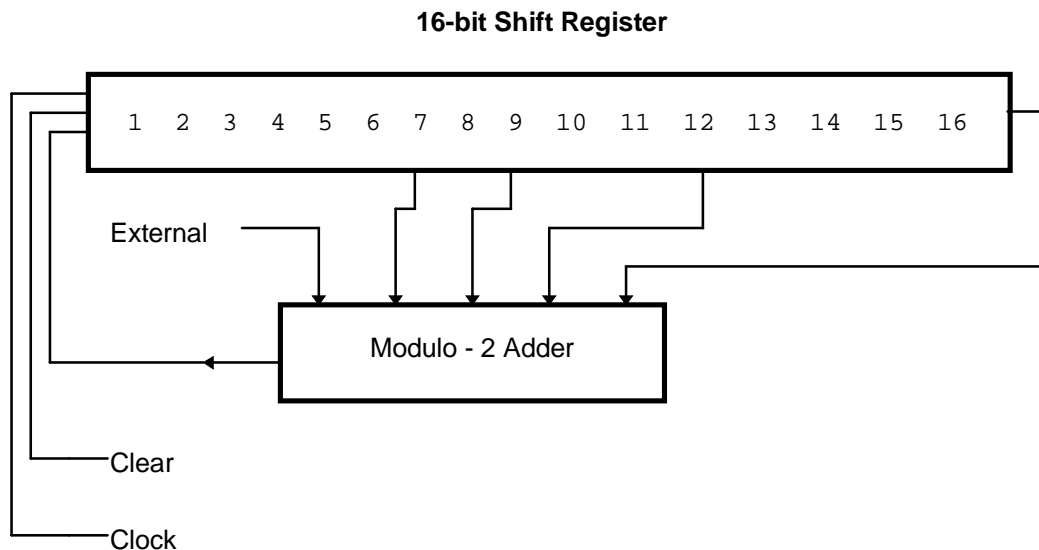 16-bit Shift Register
1 2 3 4 5 6 7 8 9 10 11 12 13 14 15 16
External
Modulo - 2 Adder
Clear
Clock